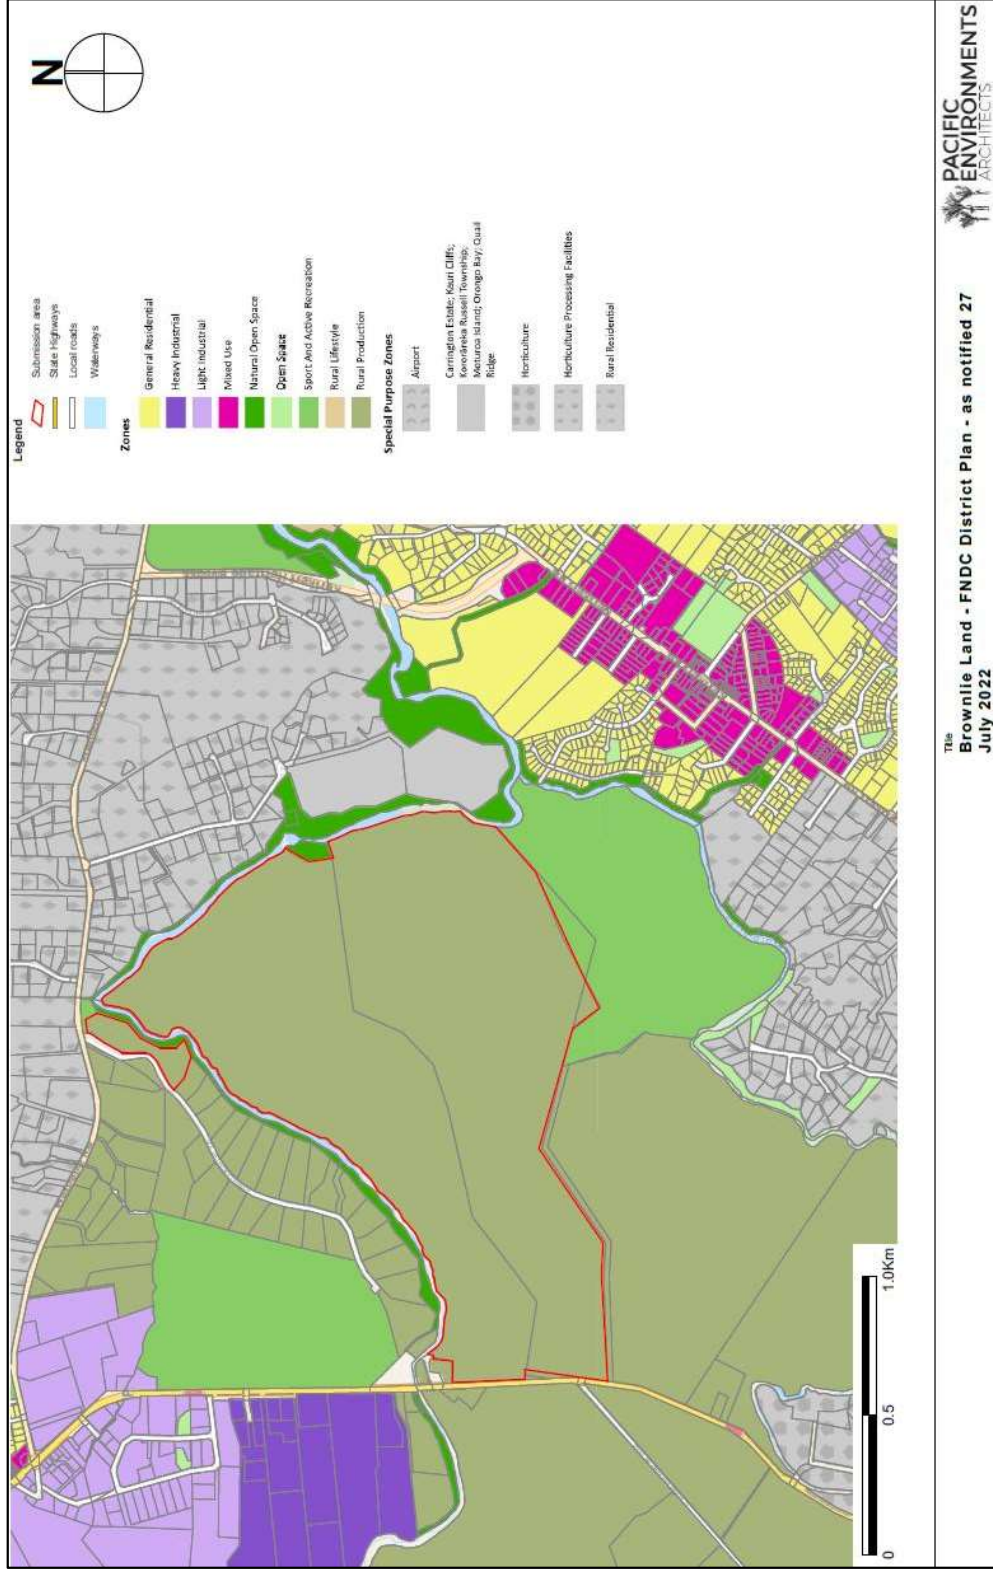 N
Legend
Submission area
State Highways
Local roads
Waterways
Zones
General Residential
Heavy Industrial
Light Industrial
Mixed Use
Natural Open Space
Open Space
Sport And Active Recreation
Rural Lifestyle
Rural Production
Special Purpose Zones
Airport
Carrington Estate; Kauri Cliffs;
Kororāreka Russell Township;
Moturoa Island; Orongo Bay; Quail
Ridge
Horticulture
Horticulture Processing Facilities
Rural Residential
0
0.5
1.0Km
Title
Brownlie Land - FNDC District Plan - as notified 27
July 2022
PACIFIC
ENVIRONMENTS
ARCHITECTS